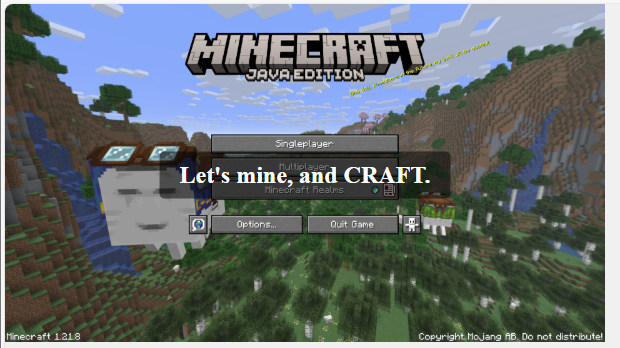 MINECRAFT
JAVA EDITION
Singleplayer
Multiplayer
Let's mine, and CRAFT.
Minecraft Realms
Options...
Quit Game
Minecraft 1.21.8
Copyright Mojang AB. Do not distribute!